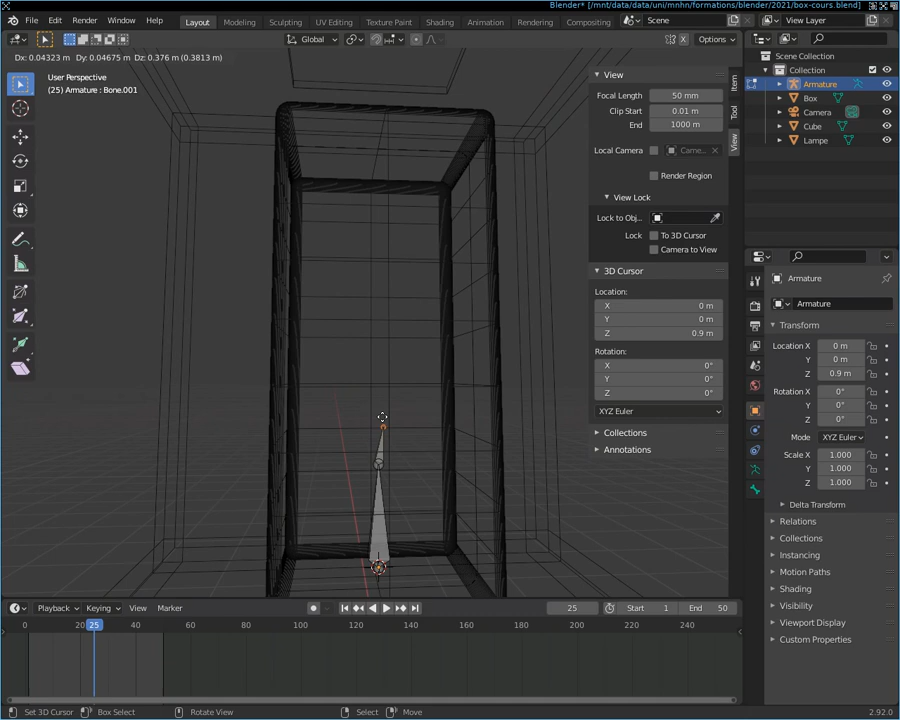 Blender* [/mnt/data/data/uni/mnhn/formations/blender/2021/box-cours.blend]
File Edit Render Window Help Layout Modeling Sculpting UV Editing Texture Paint Shading Animation Rendering Compositing Scene View Layer
Global Options
Dx: 0.04323 m Dy: 0.04675 m Dz: 0.376 m (0.3813 m)
User Perspective
(25) Armature : Bone.001
View
Focal Length 50 mm
Clip Start 0.01 m
End 1000 m
Local Camera Came...
Render Region
View Lock
Lock to Obj...
Lock To 3D Cursor
Camera to View
3D Cursor
Location:
X 0 m
Y 0 m
Z 0.9 m
Rotation:
X 0°
Y 0°
Z 0°
XYZ Euler
Collections
Annotations
Item
Tool
View
Scene Collection
Collection
Armature
Box
Camera
Cube
Lampe
Armature
Armature
Transform
Location X 0 m
Y 0 m
Z 0.9 m
Rotation X 0°
Y 0°
Z 0°
Mode XYZ Euler
Scale X 1.000
Y 1.000
Z 1.000
Delta Transform
Relations
Collections
Instancing
Motion Paths
Shading
Visibility
Viewport Display
Custom Properties
Playback Keying View Marker 25 Start 1 End 50
0 20 25 40 60 80 100 120 140 160 180 200 220 240
Set 3D Cursor Box Select Rotate View Select Move 2.92.0